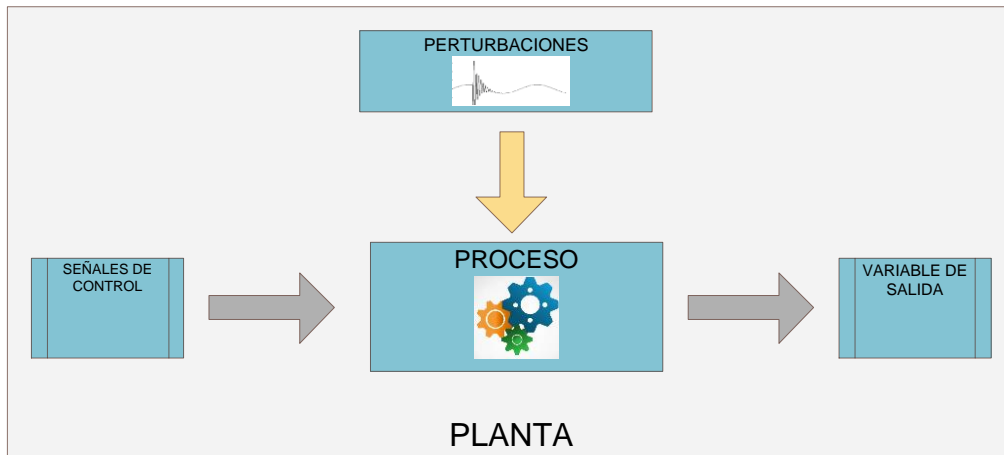 PERTURBACIONES
SEÑALES DE
CONTROL
PROCESO
VARIABLE DE
SALIDA
PLANTA